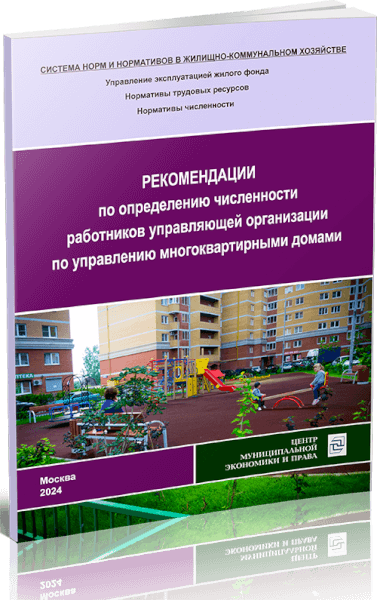 СИСТЕМА НОРМ И НОРМАТИВОВ В ЖИЛИЩНО-КОММУНАЛЬНОМ ХОЗЯЙСТВЕ
Управление эксплуатацией жилого фонда
Нормативы трудовых ресурсов
Нормативы численности
РЕКОМЕНДАЦИИ
по определению численности
работников управляющей организации
по управлению многоквартирными домами
АПТЕКА
ЦЕНТР
МУНИЦИПАЛЬНОЙ
ЭКОНОМИКИ И ПРАВА
Москва
2024